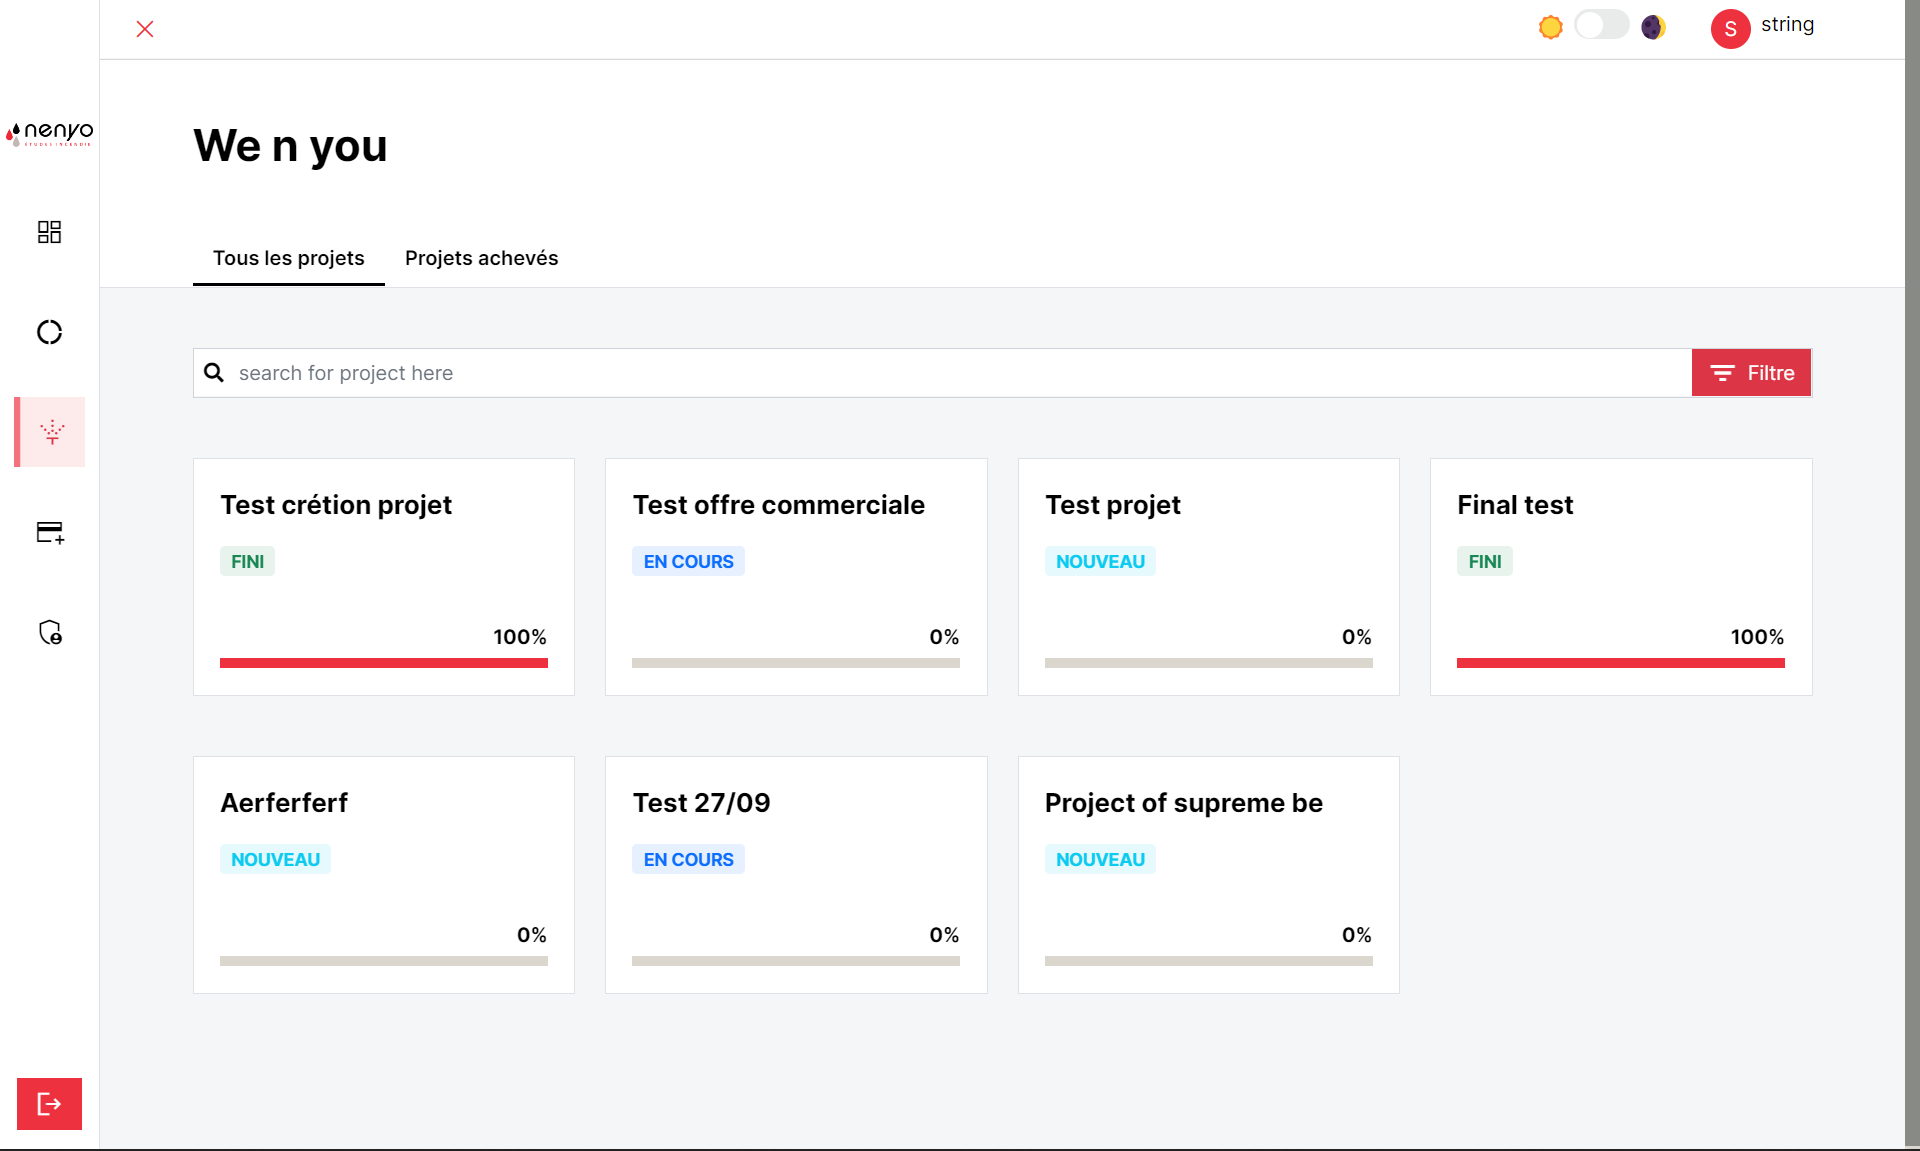 S string
nenyo
ETUDES INCENDIE
We n you
Tous les projets Projets achevés
search for project here Filtre
Test crétion projet
FINI
100%
Test offre commerciale
EN COURS
0%
Test projet
NOUVEAU
0%
Final test
FINI
100%
Aerferferf
NOUVEAU
0%
Test 27/09
EN COURS
0%
Project of supreme be
NOUVEAU
0%